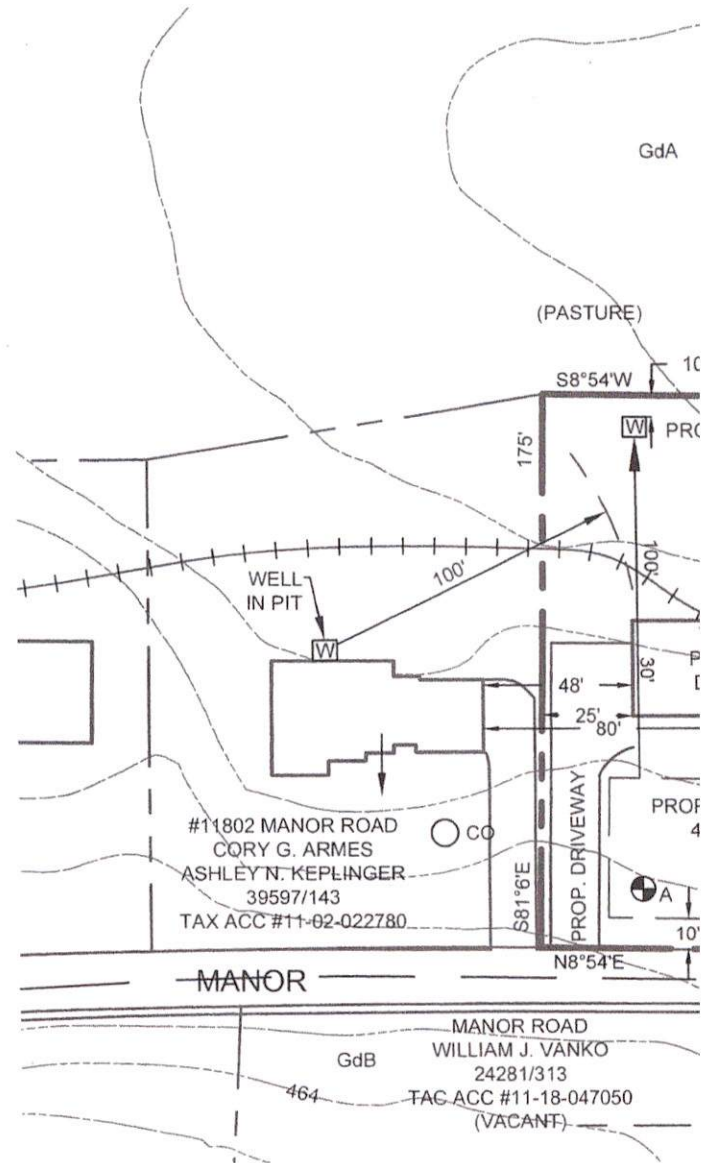 GdA
(PASTURE)
S8°54'W
10
W
PRO
175'
100'
100'
WELL
IN PIT
W
P
D
30'
48'
25'
80'
PROP. DRIVEWAY
PROP
4
#11802 MANOR ROAD
CORY G. ARMES
ASHLEY N. KEPLINGER
39597/143
TAX ACC #11-02-022780
CO
S81°6'E
A
10'
N8°54'E
MANOR
MANOR ROAD
WILLIAM J. VANKO
24281/313
TAC ACC #11-18-047050
(VACANT)
GdB
464